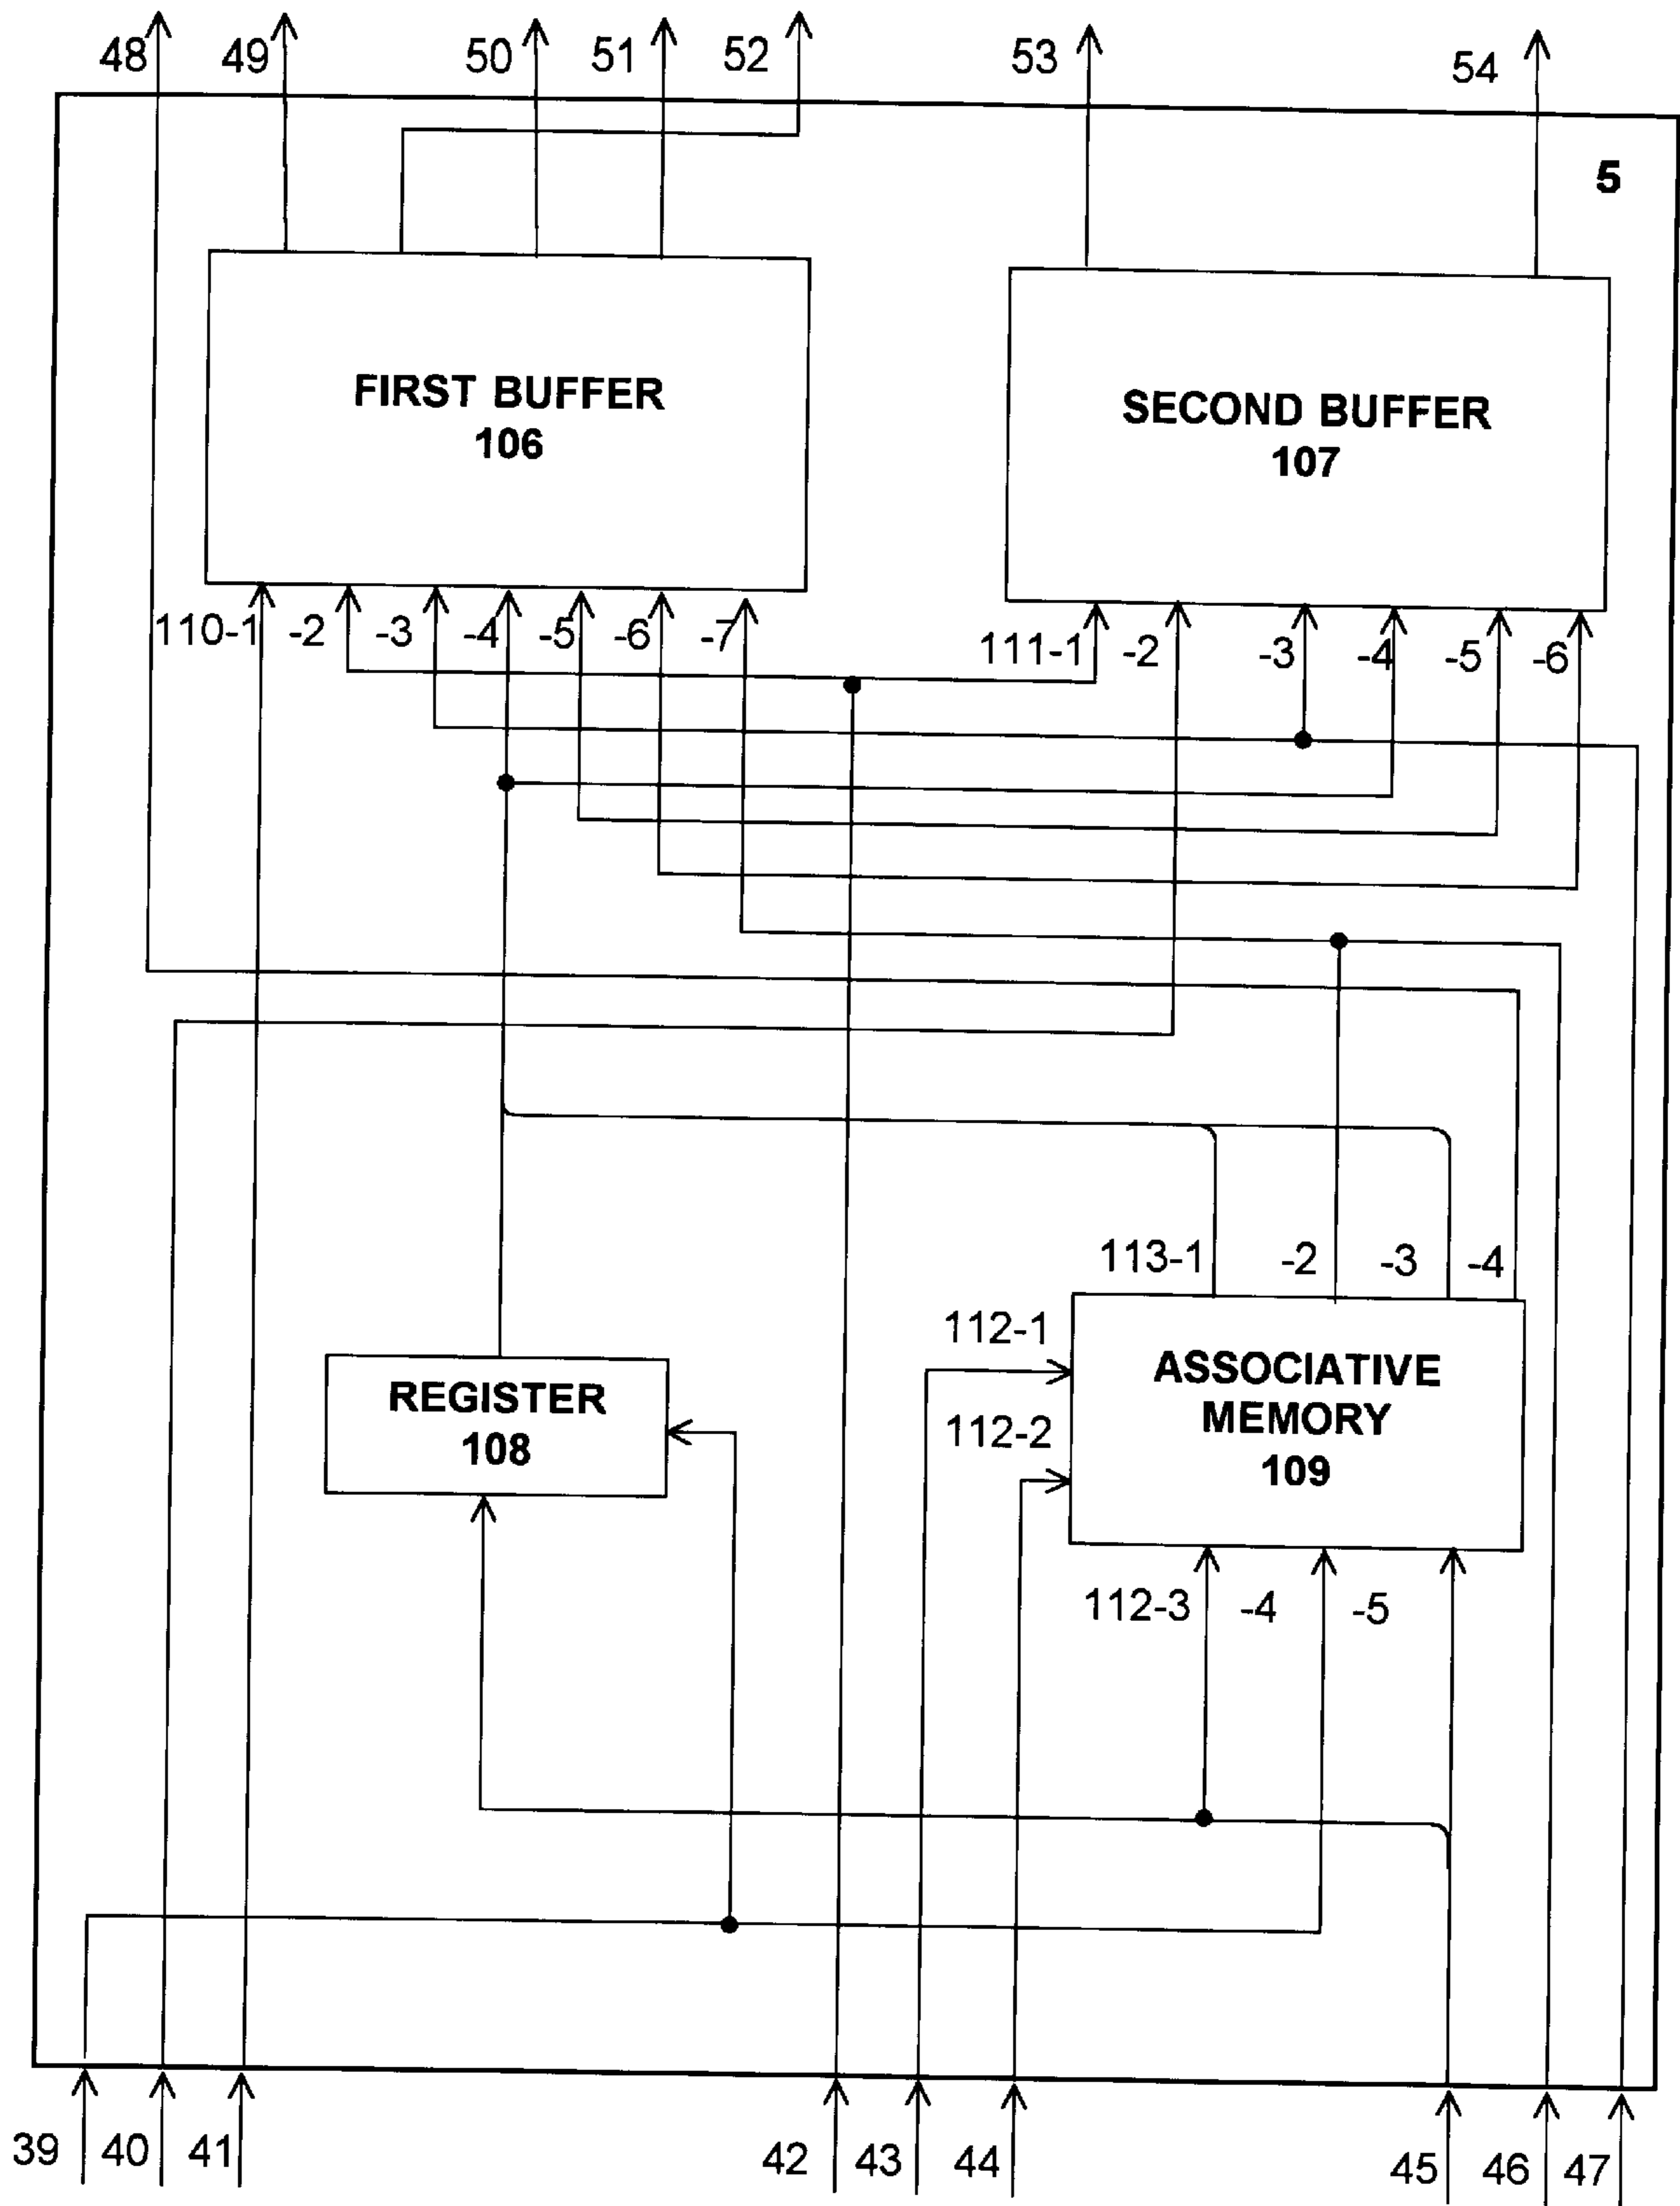 48 49 50 51 52 53 54
5
FIRST BUFFER
106
SECOND BUFFER
107
110-1 -2 -3 -4 -5 -6 -7
111-1 -2 -3 -4 -5 -6
113-1 -2 -3 -4
112-1
112-2
REGISTER
108
ASSOCIATIVE
MEMORY
109
112-3 -4 -5
39 40 41 42 43 44 45 46 47